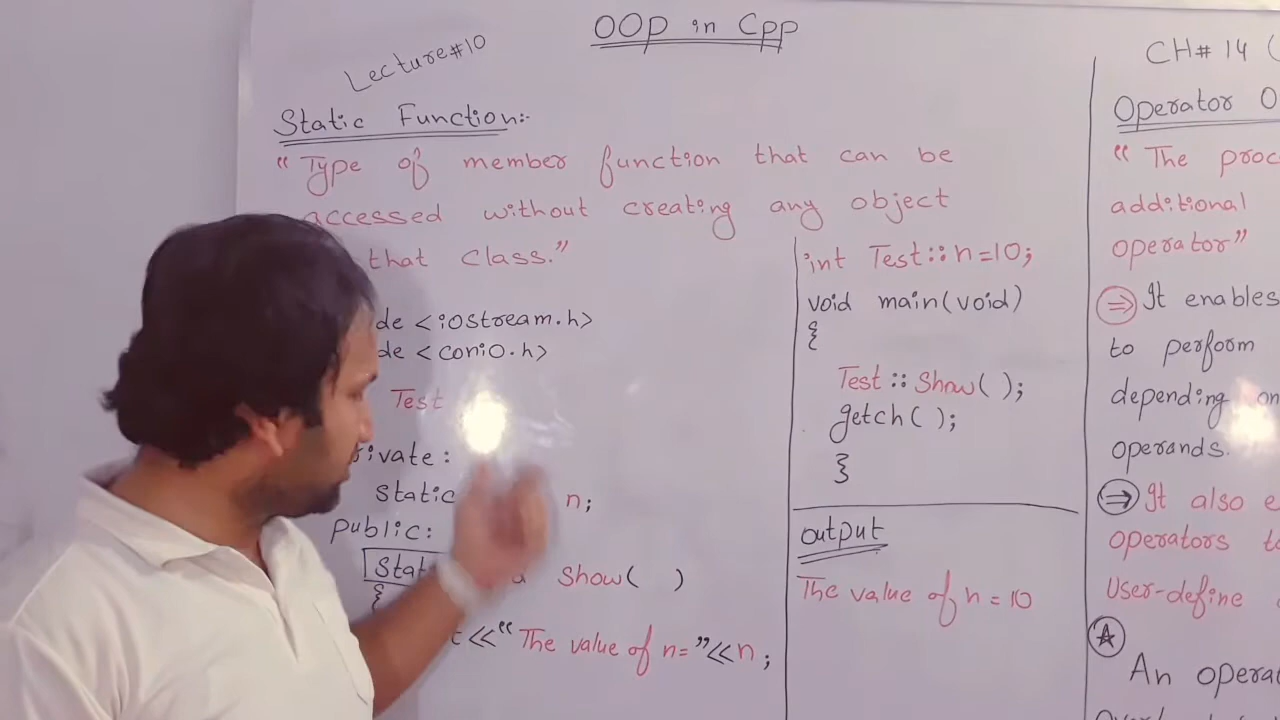 OOP in Cpp
Lecture#10
Static Function:-
“Type of member function that can be
accessed without creating any object
that class.”
de <iostream.h>
de <coniO.h>
Test
private:
static n;
public:
Show( )
{
t<<“The value of n=”<<n;
int Test::n=10;
void main(void)
{
Test::Show( );
getch( );
}
output
The value of n = 10
CH# 14 (
Operator O
“ The proc
additional
operator”
⇒ It enables
to perform
depending on
operands.
⇒ It also e
operators to
User-define
An opera